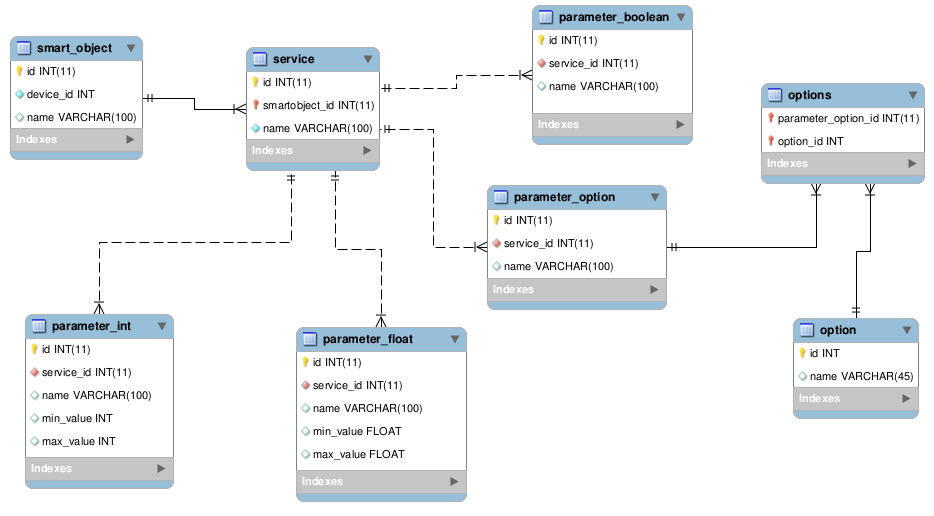 smart_object
id INT(11)
device_id INT
name VARCHAR(100)
Indexes
service
id INT(11)
smartobject_id INT(11)
name VARCHAR(100)
Indexes
parameter_boolean
id INT(11)
service_id INT(11)
name VARCHAR(100)
Indexes
options
parameter_option_id INT(11)
option_id INT
Indexes
parameter_option
id INT(11)
service_id INT(11)
name VARCHAR(100)
Indexes
parameter_int
id INT(11)
service_id INT(11)
name VARCHAR(100)
min_value INT
max_value INT
Indexes
parameter_float
id INT(11)
service_id INT(11)
name VARCHAR(100)
min_value FLOAT
max_value FLOAT
Indexes
option
id INT
name VARCHAR(45)
Indexes